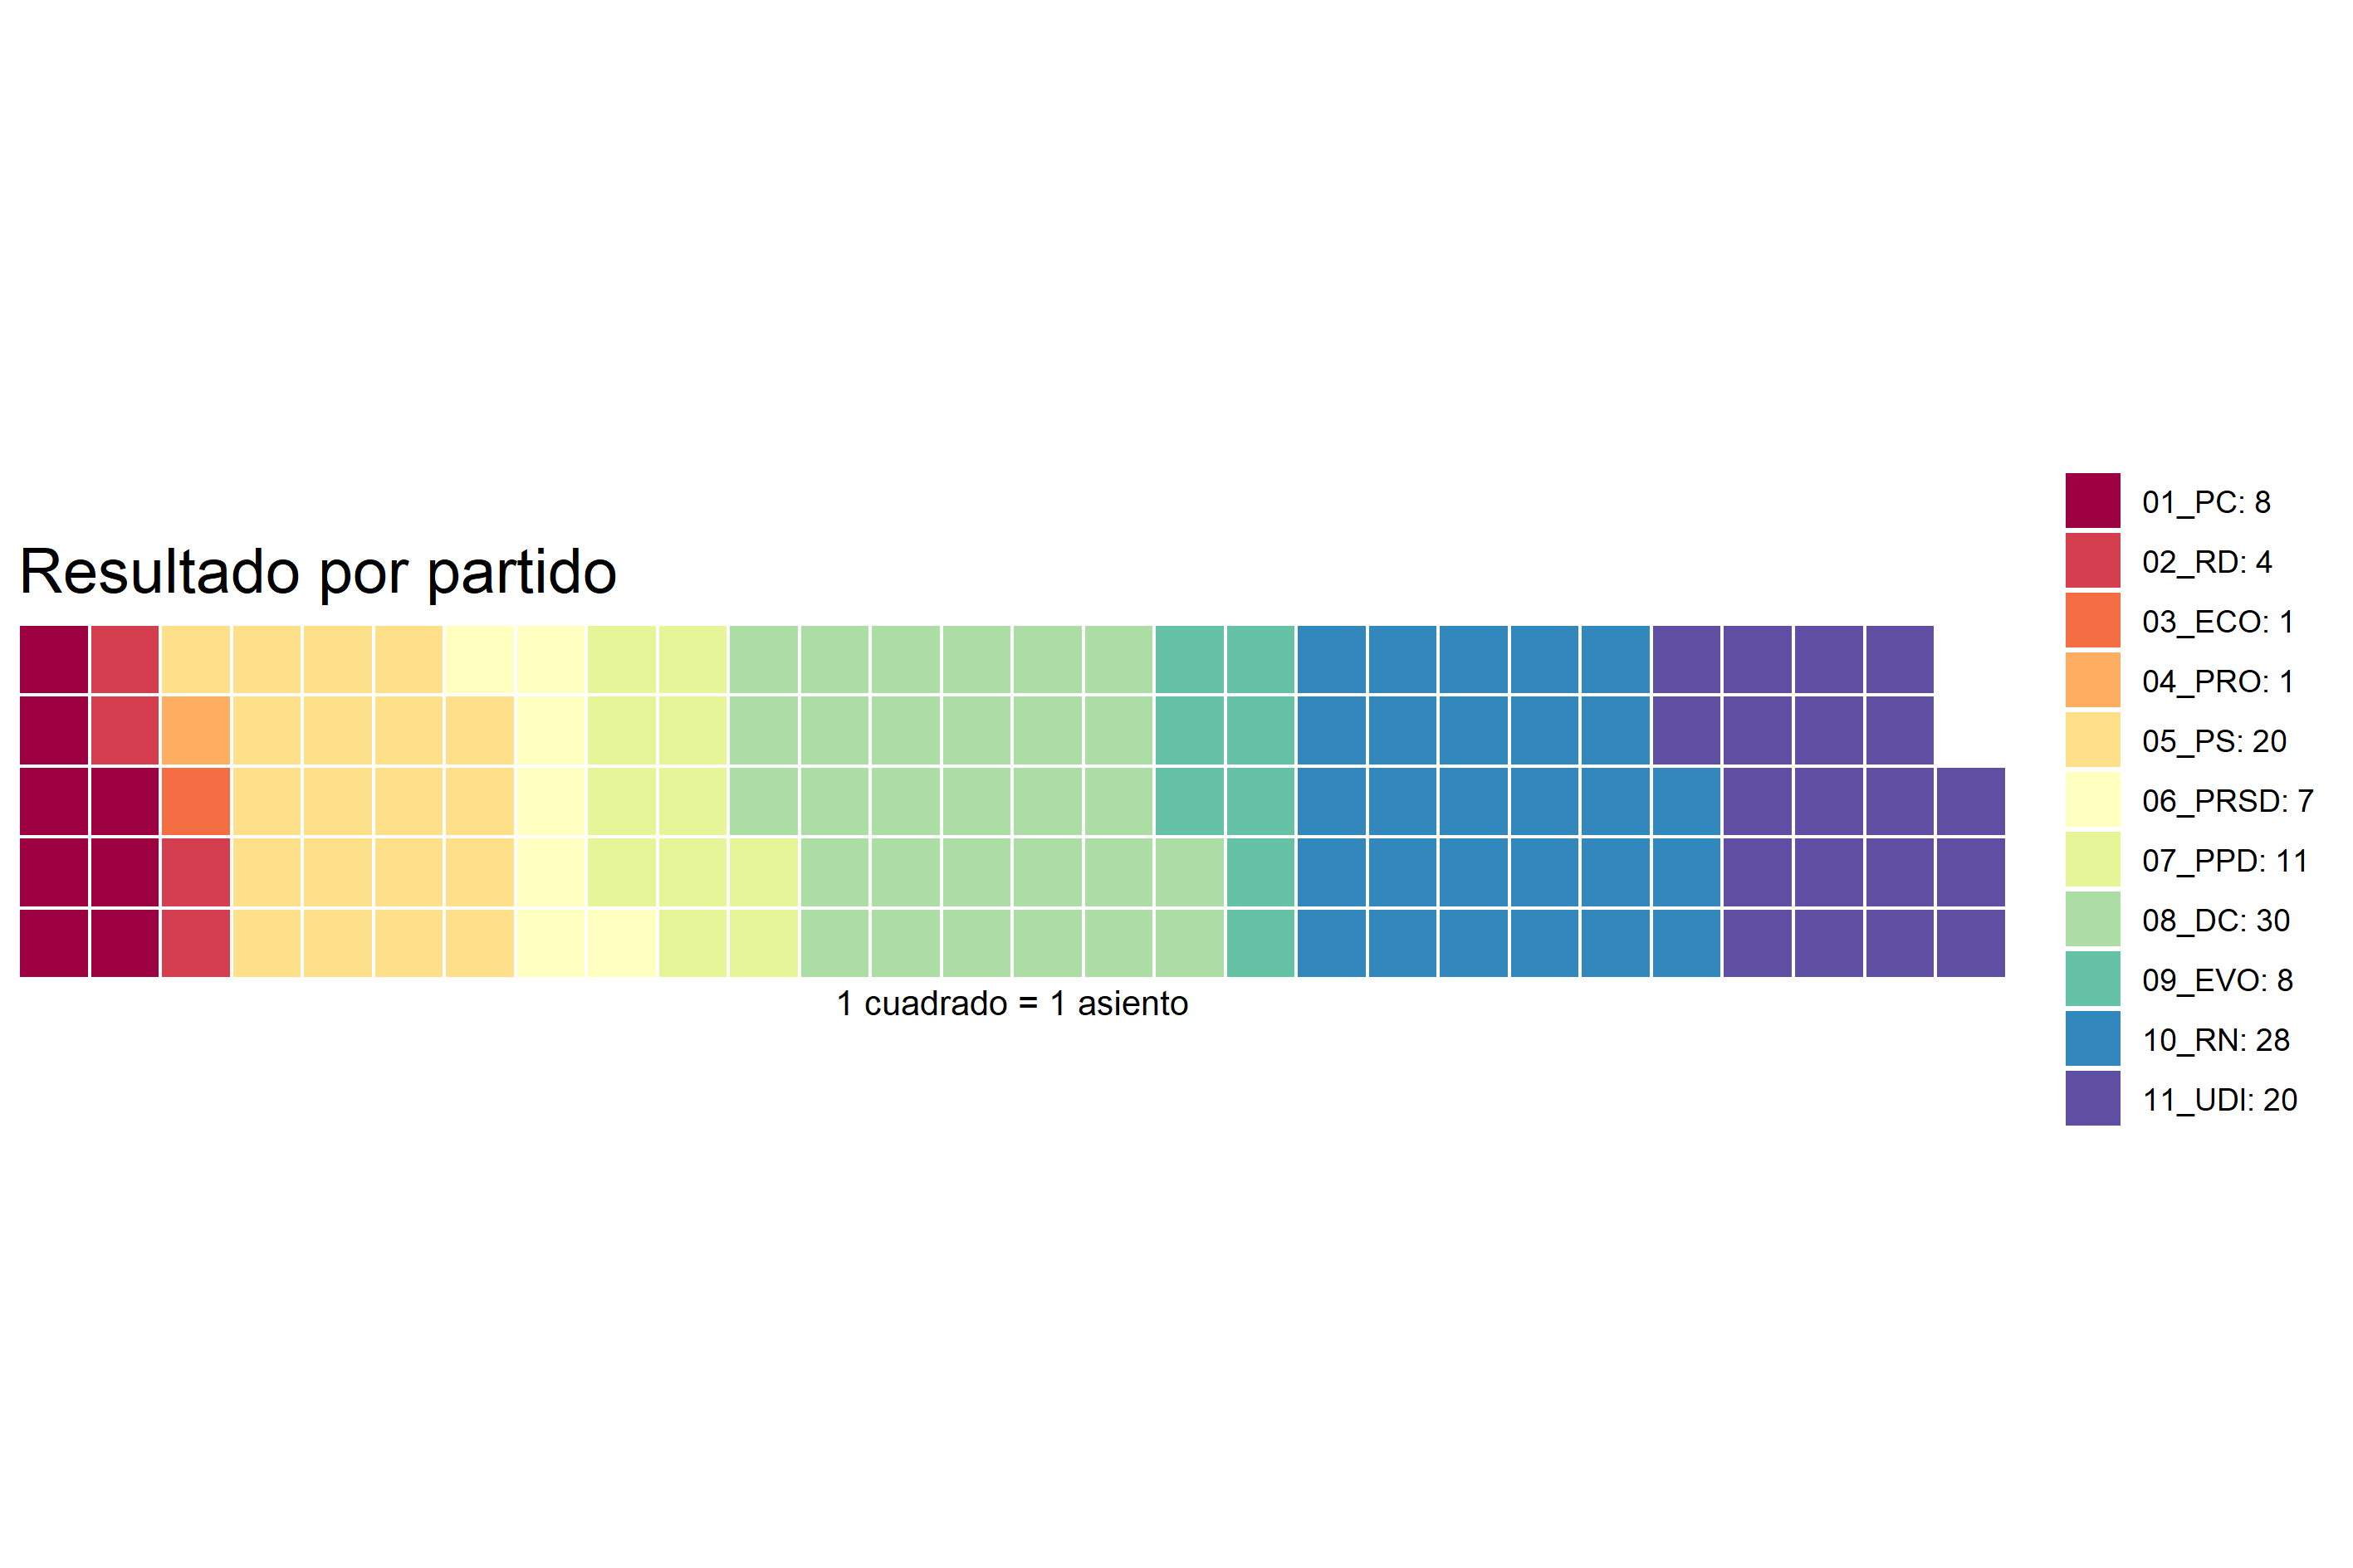 Resultado por partido
1 cuadrado = 1 asiento
01_PC: 8
02_RD: 4
03_ECO: 1
04_PRO: 1
05_PS: 20
06_PRSD: 7
07_PPD: 11
08_DC: 30
09_EVO: 8
10_RN: 28
11_UDI: 20